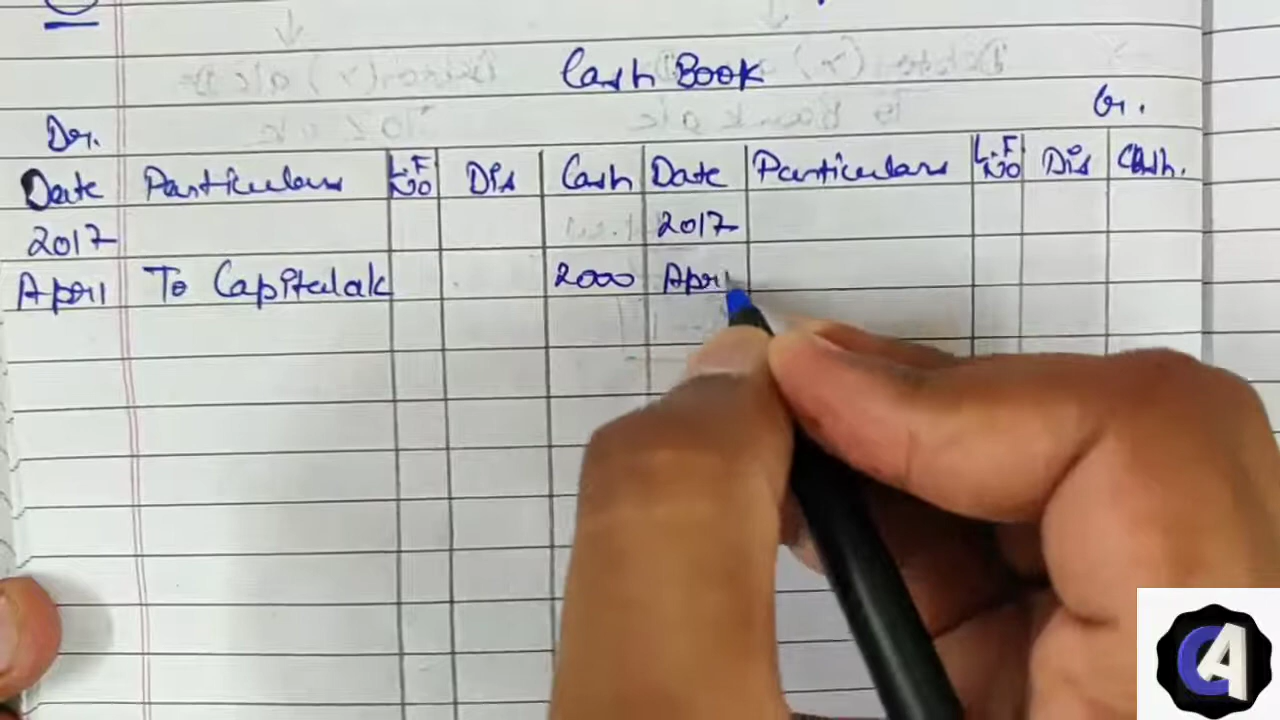 Cash Book
Dr. Cr.
Date Particulars L.F No Dis Cash Date Particulars L.F No Dis Cash.
2017 2017
April To Capital a/c 2000 April
CA